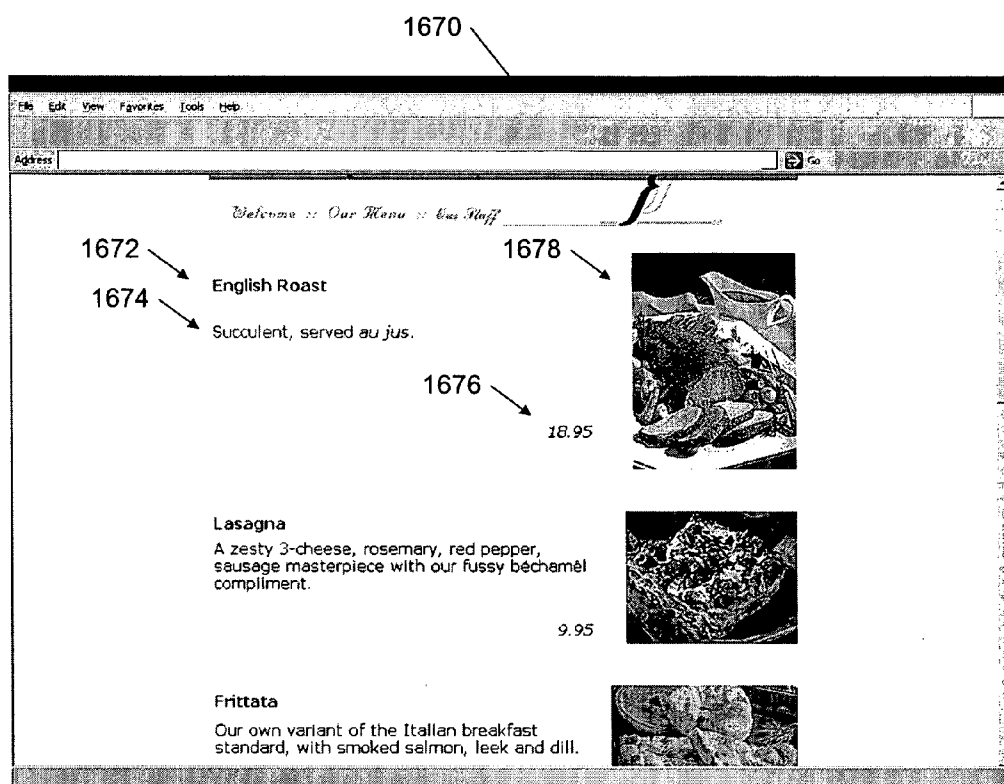 1670
File Edit View Favorites Tools Help
Address Go
Welcome :: Our Menu :: Our Staff
1672
1678
English Roast
1674
Succulent, served au jus.
1676
18.95
Lasagna
A zesty 3-cheese, rosemary, red pepper,
sausage masterpiece with our fussy béchamél
compliment.
9.95
Frittata
Our own variant of the Italian breakfast
standard, with smoked salmon, leek and dill.